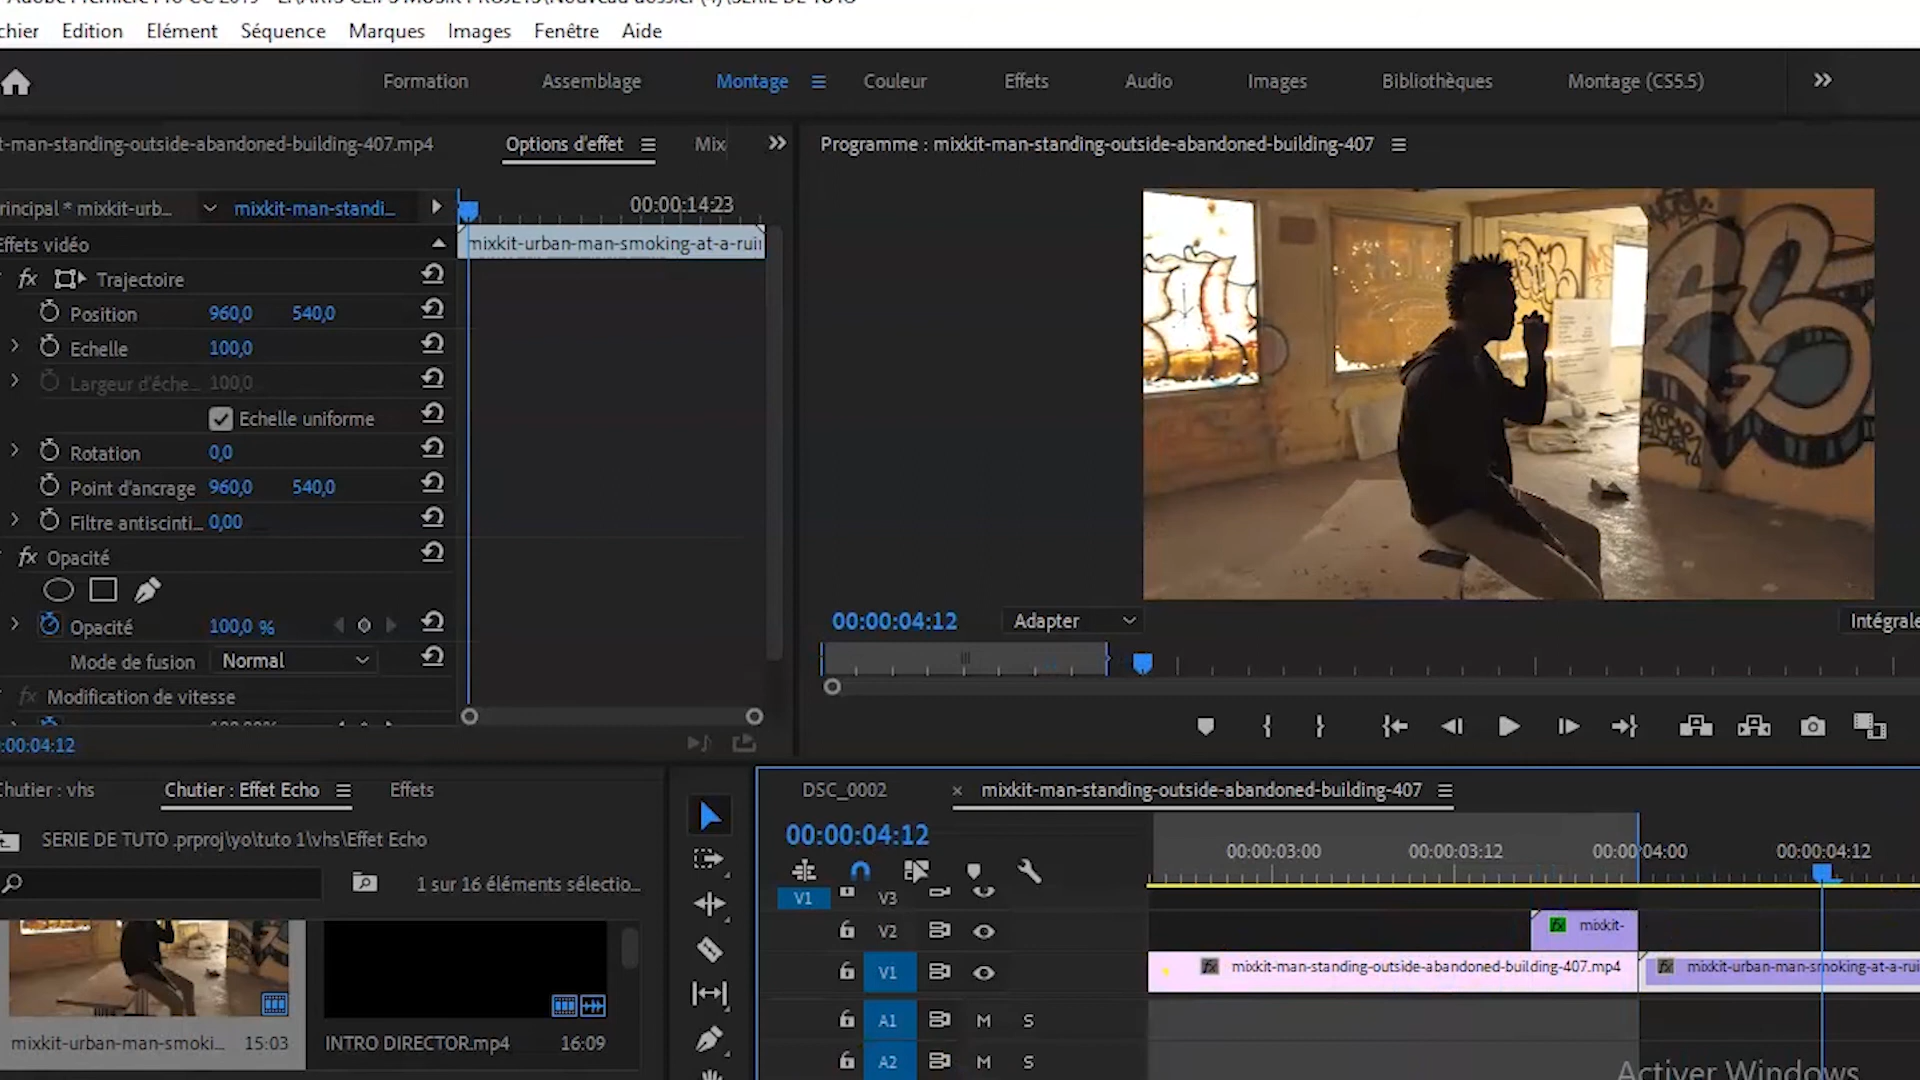 Adobe Premiere Pro CC 2019 - E:\ARTS CLIPS MUSIK PROJETS\Nouveau dossier (4)\SERIE DE TUTO
chier Edition Elément Séquence Marques Images Fenêtre Aide
Formation Assemblage Montage Couleur Effets Audio Images Bibliothèques Montage (CS5.5)
t-man-standing-outside-abandoned-building-407.mp4 Options d'effet Mix
Programme : mixkit-man-standing-outside-abandoned-building-407
rincipal * mixkit-urb... mixkit-man-standi... 00:00:14:23
Effets vidéo mixkit-urban-man-smoking-at-a-ruin
fx Trajectoire
Position 960,0 540,0
Echelle 100,0
Largeur d'éche... 100,0
Echelle uniforme
Rotation 0,0
Point d'ancrage 960,0 540,0
Filtre antiscinti... 0,00
fx Opacité
Opacité 100,0 %
Mode de fusion Normal
fx Modification de vitesse
100,00%
:00:04:12
00:00:04:12 Adapter Intégrale
Chutier : vhs Chutier : Effet Echo Effets
SERIE DE TUTO .prproj\yo\tuto 1\vhs\Effet Echo
1 sur 16 éléments sélectio...
mixkit-urban-man-smoki... 15:03 INTRO DIRECTOR.mp4 16:09
DSC_0002 × mixkit-man-standing-outside-abandoned-building-407
00:00:04:12
00:00:03:00 00:00:03:12 00:00:04:00 00:00:04:12
V1 V3
V2 fx mixkit-
V1 fx mixkit-man-standing-outside-abandoned-building-407.mp4 fx mixkit-urban-man-smoking-at-a-rui
A1 M S
A2 M S
Activer Windows